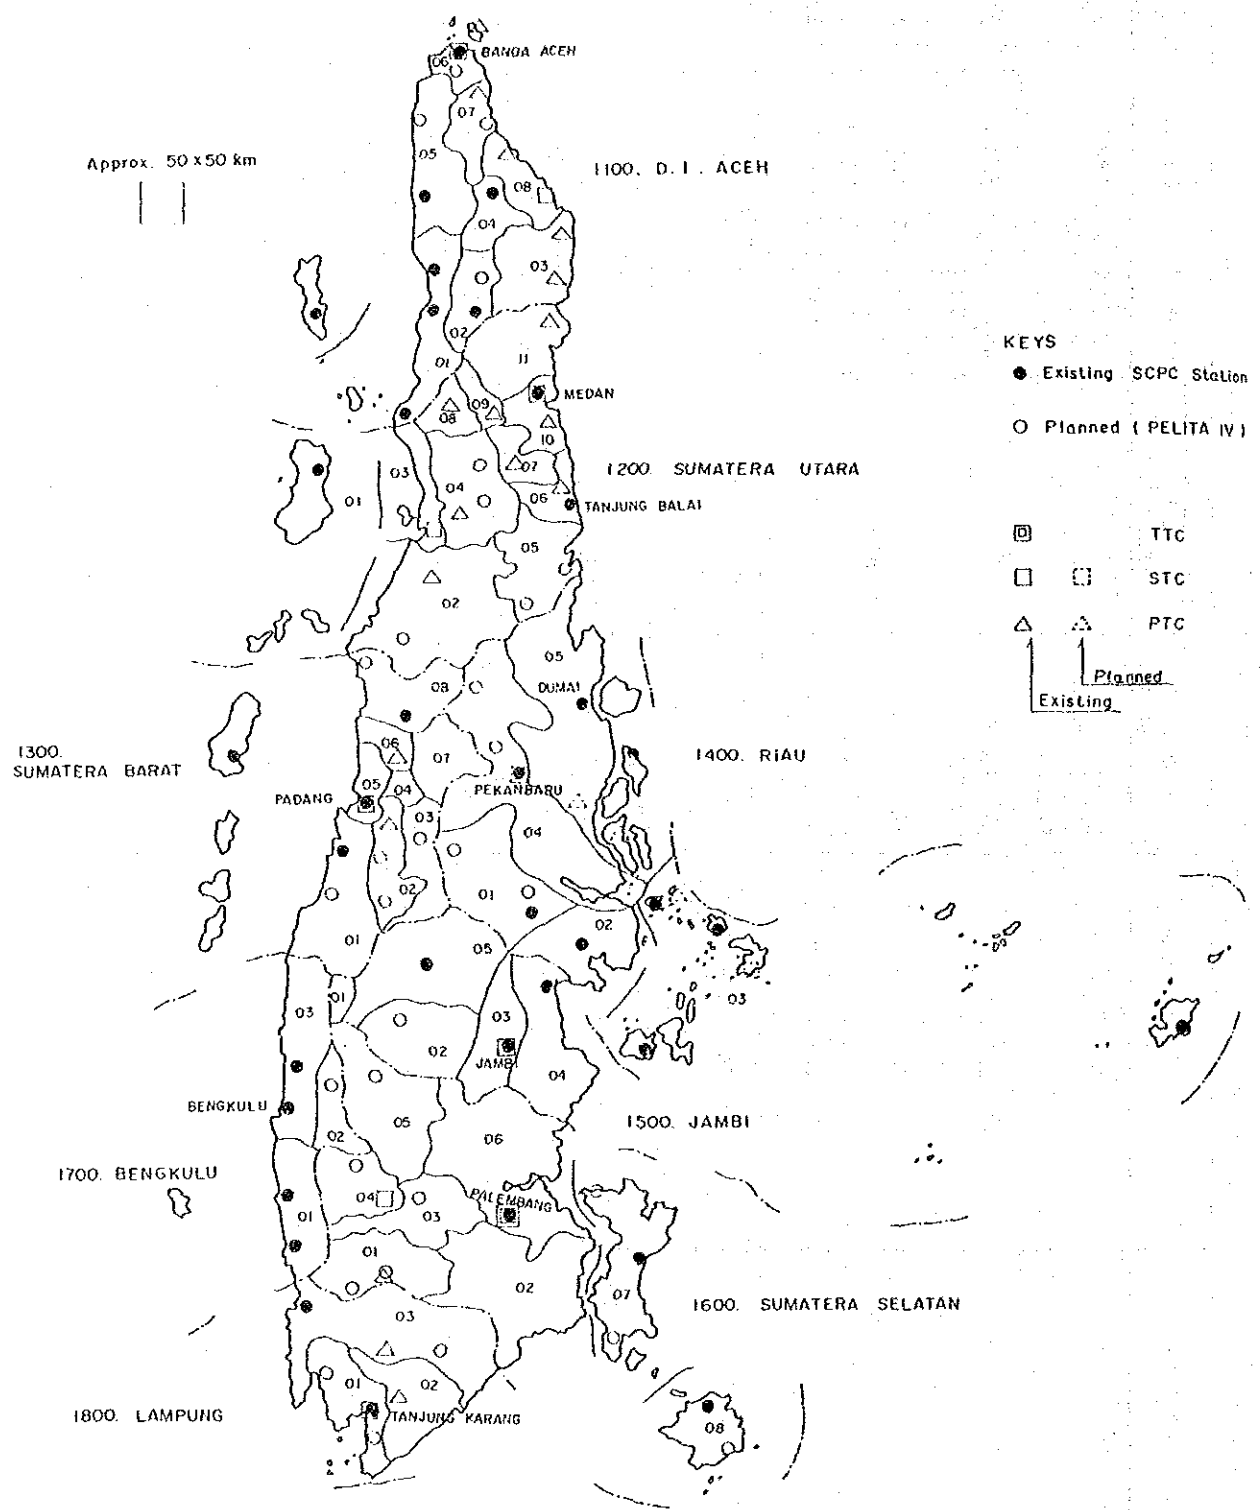 BANDA ACEH
06
07
Approx. 50 x 50 km
05
1100. D.I. ACEH
08
04
03
02
01
11
KEYS
Existing SCPC Station
MEDAN
09
08
Planned ( PELITA IV )
10
03
04
07
1200. SUMATERA UTARA
01
06
TANJUNG BALAI
TTC
05
STC
02
PTC
05
Planned
08
DUMAI
Existing
1300.
SUMATERA BARAT
06
07
1400. RIAU
05
04
PEKANBARU
PADANG
03
04
02
01
02
01
05
01
03
03
03
02
JAMBI
04
BENGKULU
05
1500. JAMBI
02
06
1700. BENGKULU
04
PALEMBANG
01
03
01
02
07
1600. SUMATERA SELATAN
03
01
02
1800. LAMPUNG
TANJUNG KARANG
08